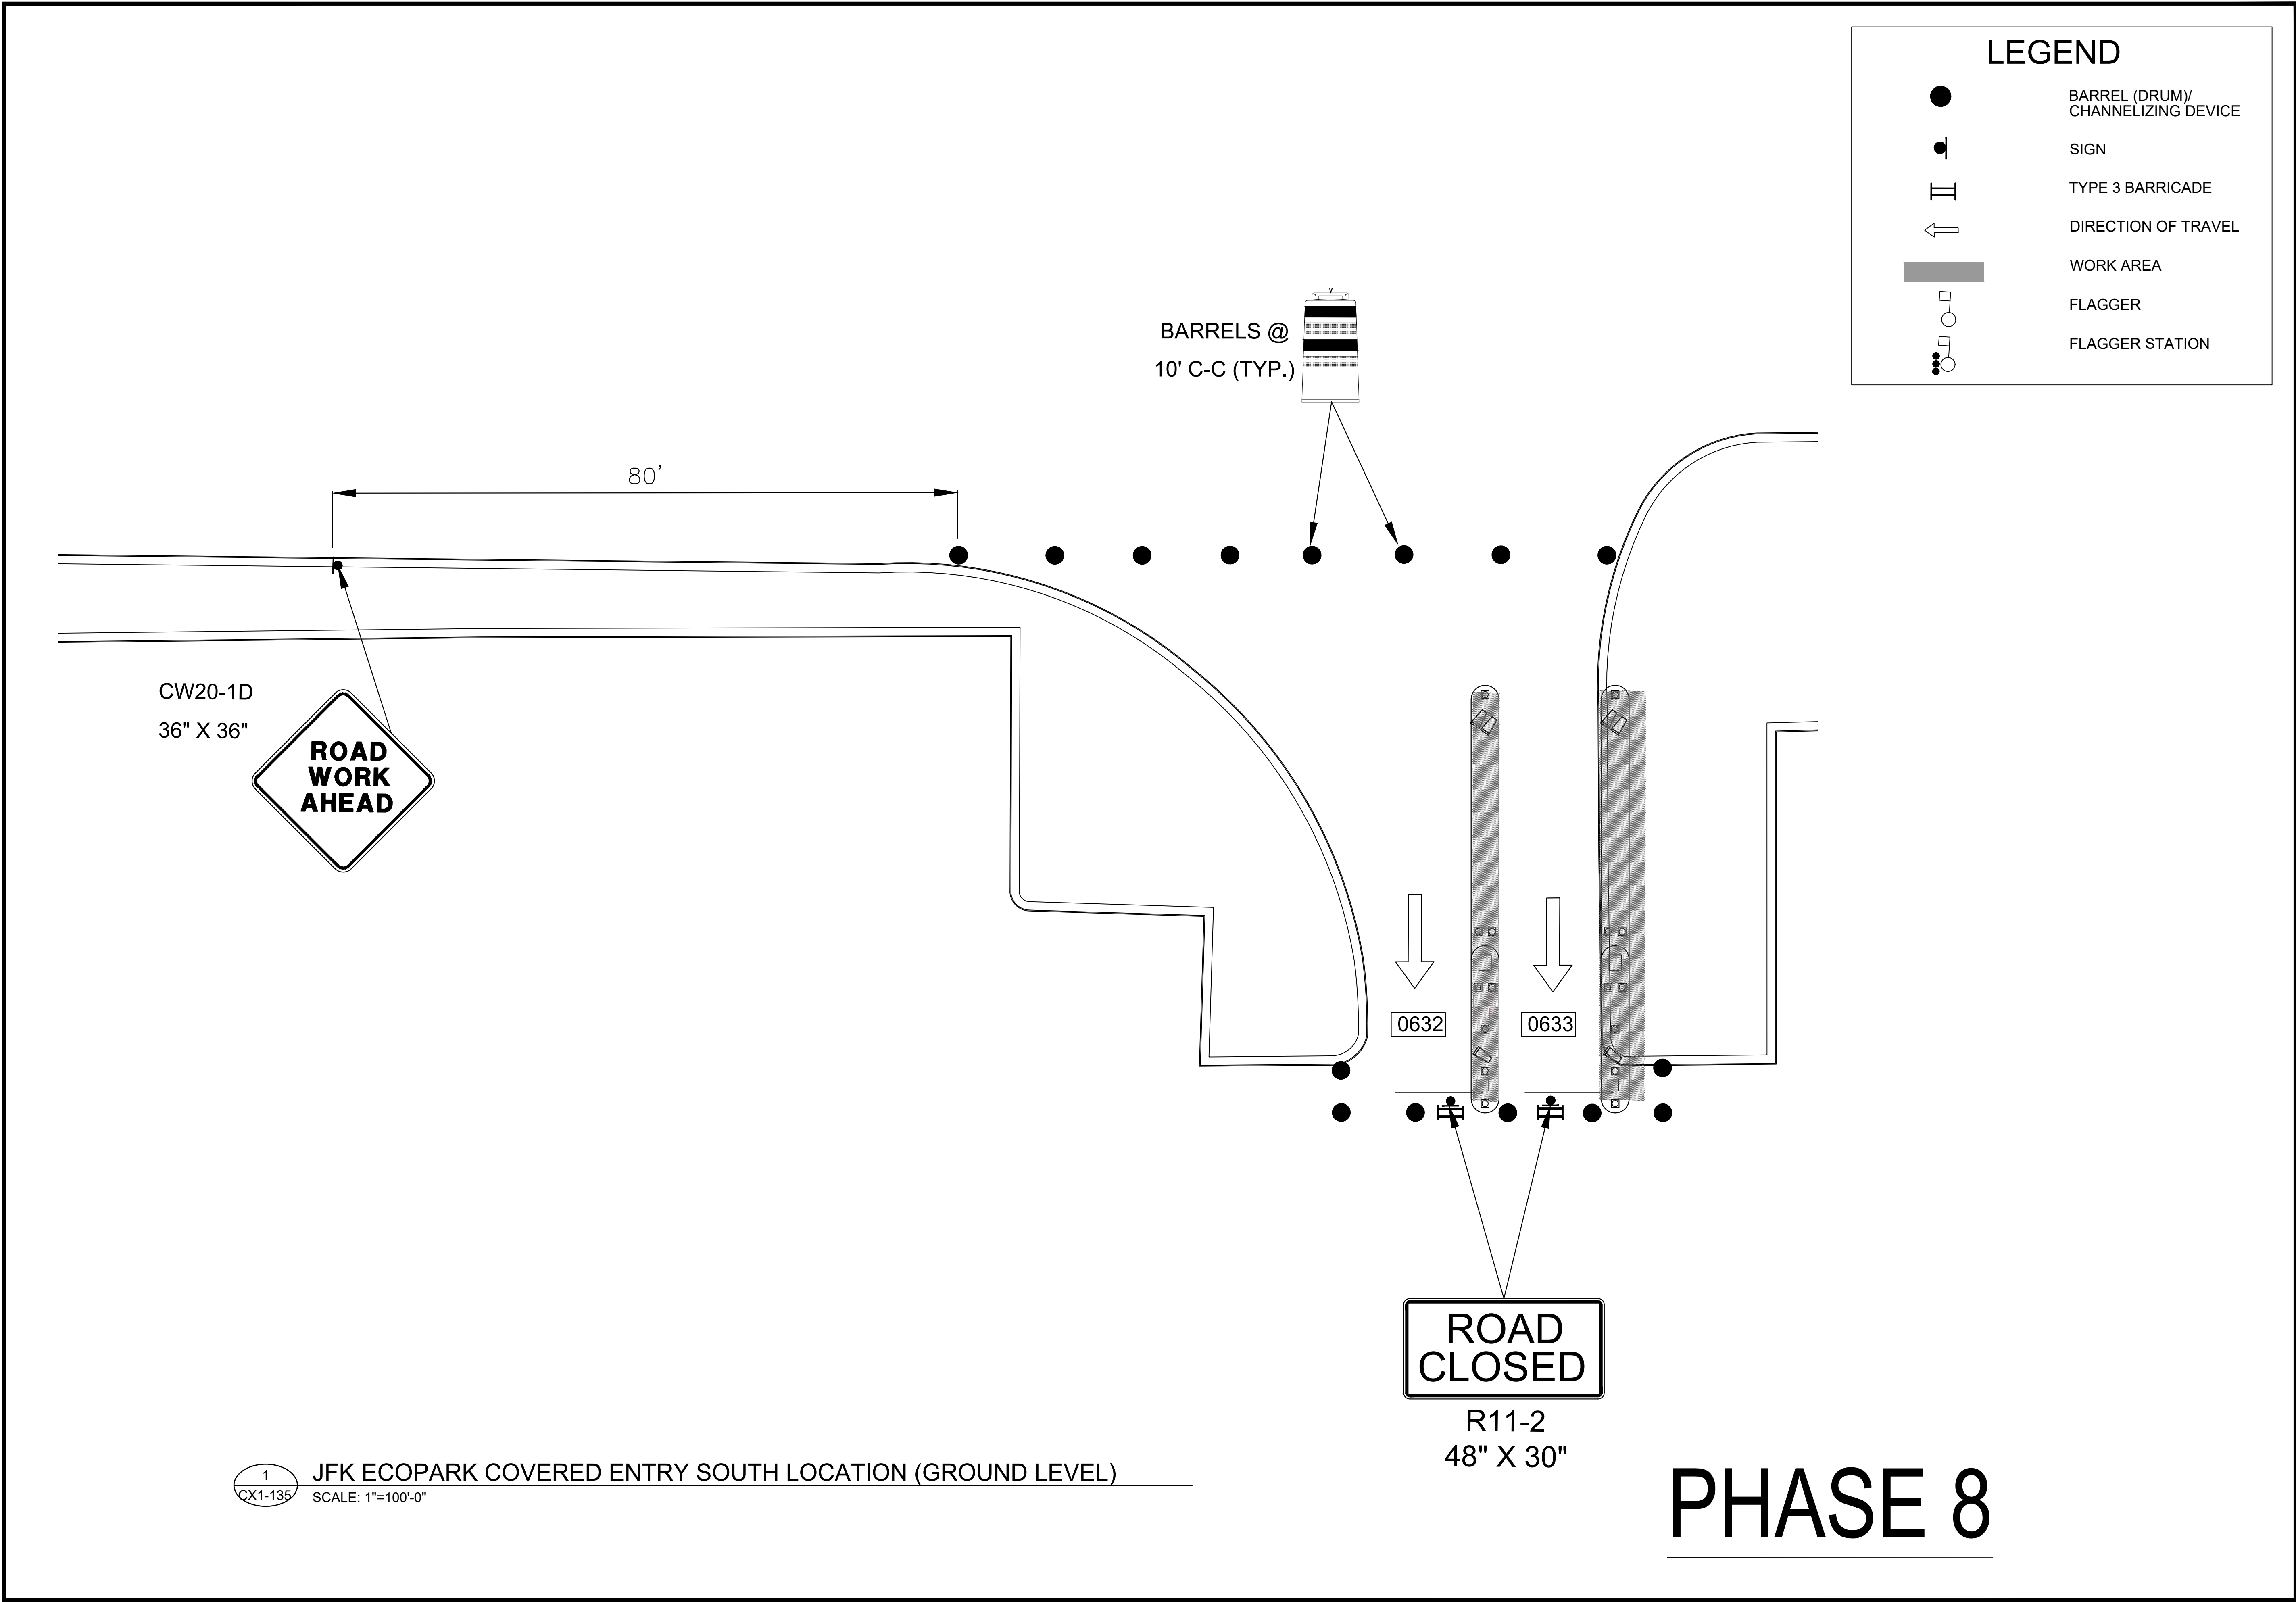 LEGEND
BARREL (DRUM)/
CHANNELIZING DEVICE
SIGN
TYPE 3 BARRICADE
DIRECTION OF TRAVEL
WORK AREA
FLAGGER
FLAGGER STATION
BARRELS @
10' C-C (TYP.)
80'
CW20-1D
36" X 36"
ROAD
WORK
AHEAD
0632
0633
ROAD
CLOSED
R11-2
48" X 30"
1
CX1-135
JFK ECOPARK COVERED ENTRY SOUTH LOCATION (GROUND LEVEL)
SCALE: 1"=100'-0"
PHASE 8